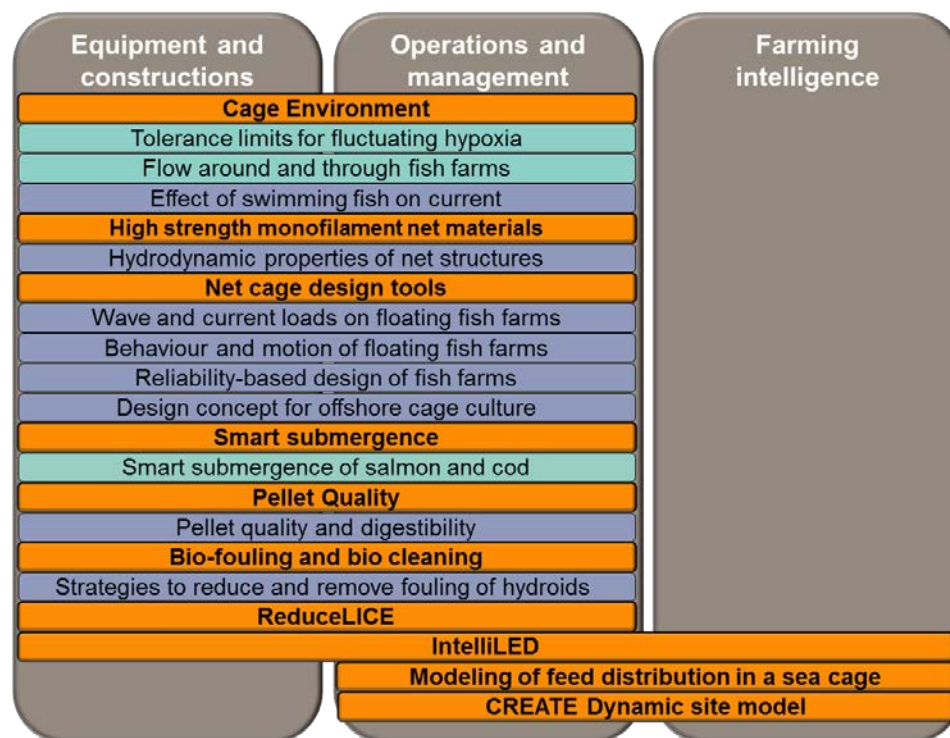 Equipment and
constructions
Operations and
management
Farming
intelligence
Cage Environment
Tolerance limits for fluctuating hypoxia
Flow around and through fish farms
Effect of swimming fish on current
High strength monofilament net materials
Hydrodynamic properties of net structures
Net cage design tools
Wave and current loads on floating fish farms
Behaviour and motion of floating fish farms
Reliability-based design of fish farms
Design concept for offshore cage culture
Smart submergence
Smart submergence of salmon and cod
Pellet Quality
Pellet quality and digestibility
Bio-fouling and bio cleaning
Strategies to reduce and remove fouling of hydroids
ReduceLICE
IntelliLED
Modeling of feed distribution in a sea cage
CREATE Dynamic site model